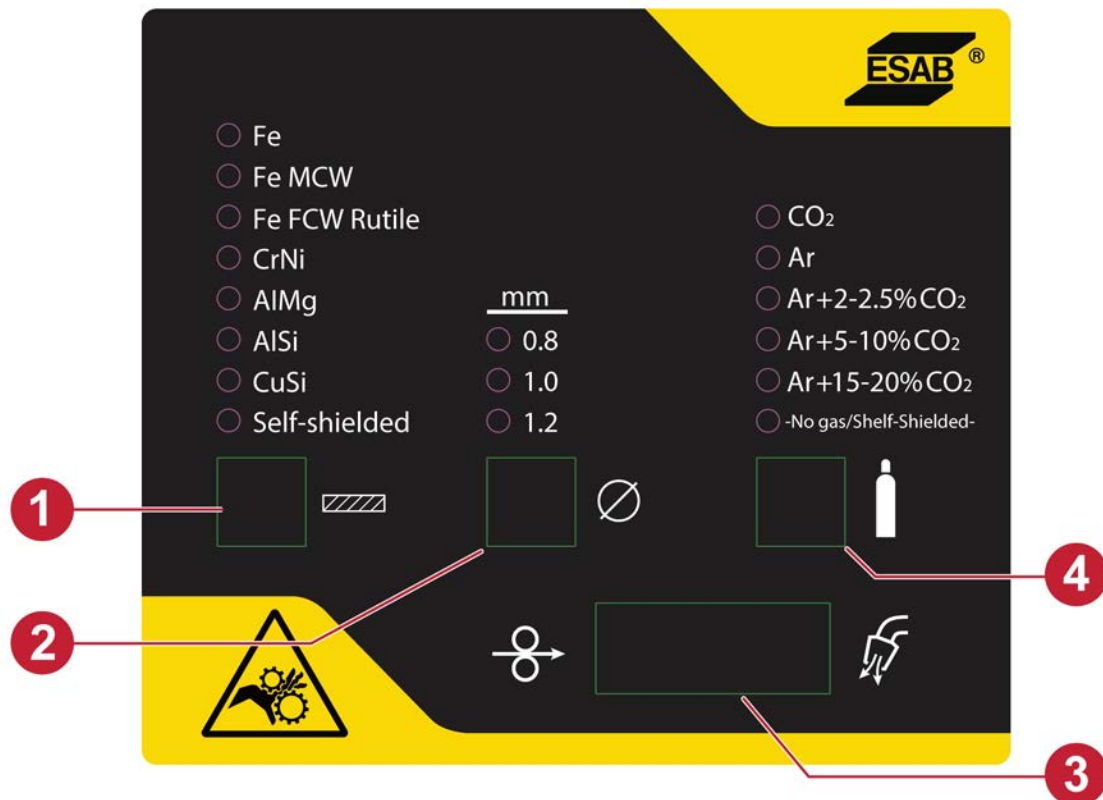 ESAB ®
Fe
Fe MCW
Fe FCW Rutile
CrNi
AlMg
AlSi
CuSi
Self-shielded
mm
0.8
1.0
1.2
CO₂
Ar
Ar+2-2.5% CO₂
Ar+5-10% CO₂
Ar+15-20% CO₂
-No gas/Shelf-Shielded-
1
2
3
4